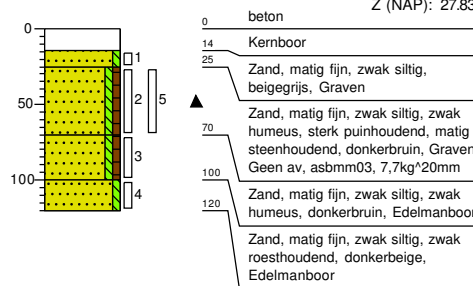 Z (NAP): 27.83
0
beton
0
14
Kernboor
1
25
Zand, matig fijn, zwak siltig,
beigegrijs, Graven
2
5
50
Zand, matig fijn, zwak siltig, zwak
humeus, sterk puinhoudend, matig
steenhoudend, donkerbruin, Graven
Geen av, asbmm03, 7,7kg^20mm
70
3
100
100
Zand, matig fijn, zwak siltig, zwak
humeus, donkerbruin, Edelmanboor
4
120
Zand, matig fijn, zwak siltig, zwak
roesthoudend, donkerbeige,
Edelmanboor